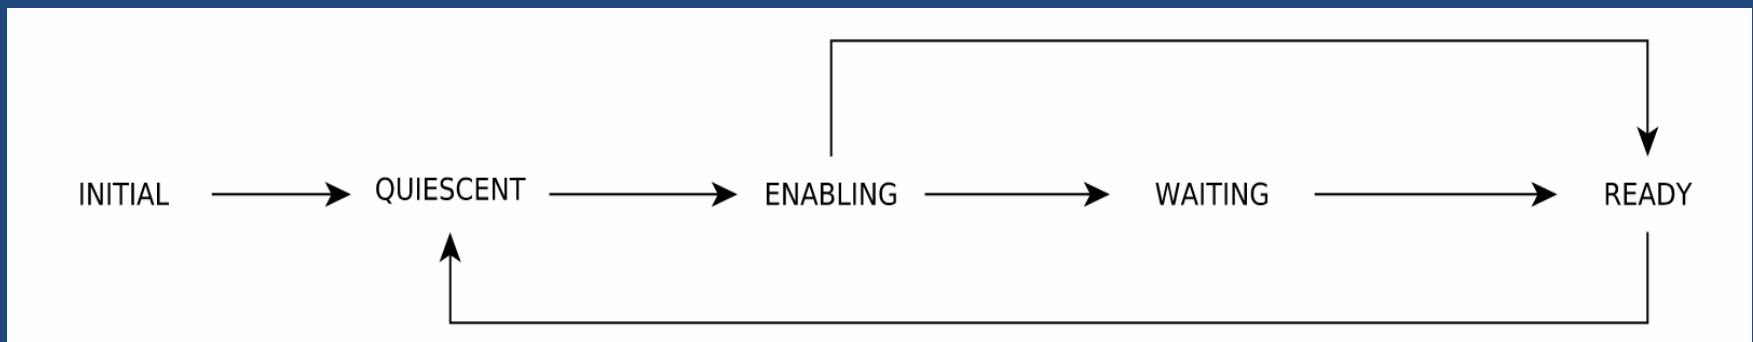 INITIAL
QUIESCENT
ENABLING
WAITING
READY